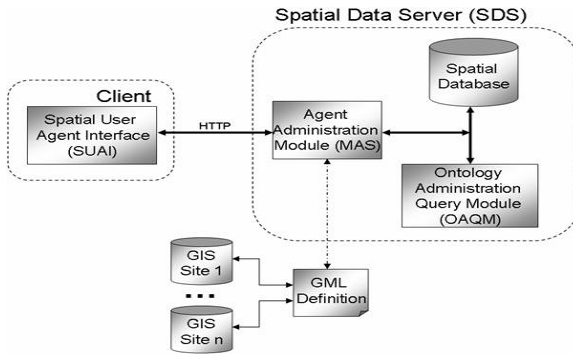 Spatial Data Server (SDS)
Client
Spatial User
Agent Interface
(SUAI)
HTTP
Agent
Administration
Module (MAS)
Spatial
Database
Ontology
Administration
Query Module
(OAQM)
GIS
Site 1
...
GIS
Site n
GML
Definition